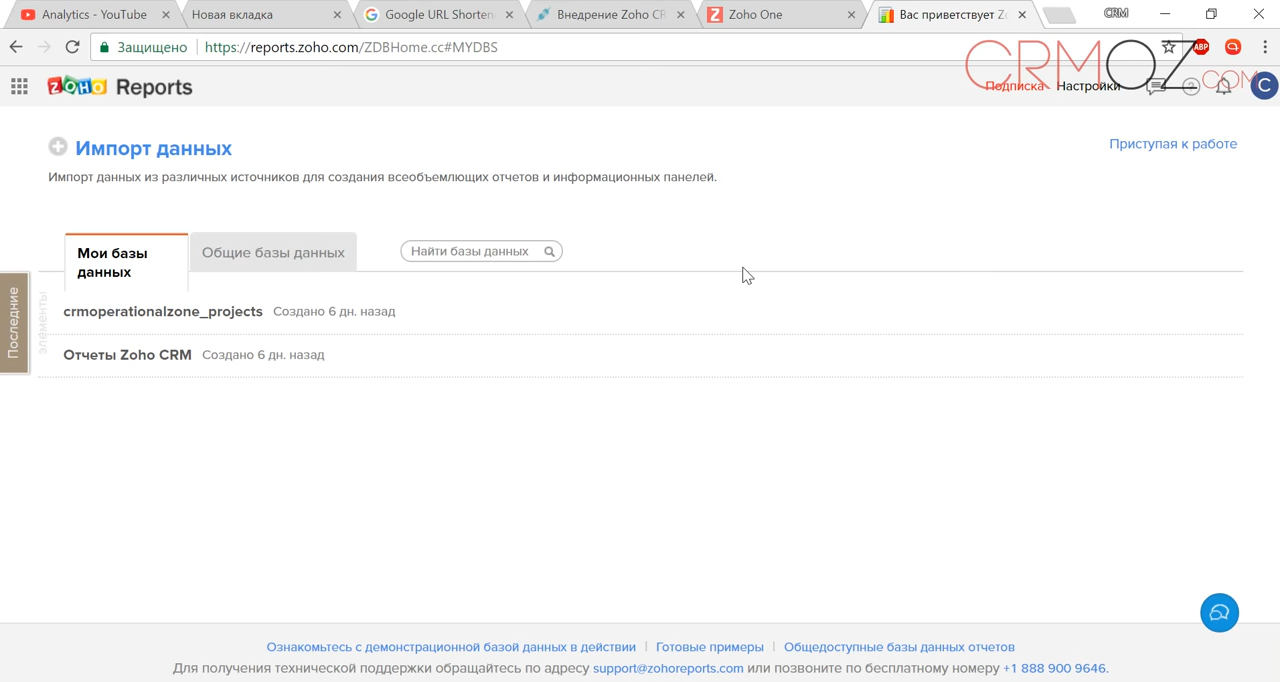 Analytics - YouTube
Новая вкладка
Google URL Shorten
Внедрение Zoho CR
Zoho One
Вас приветствует Zo
CRM
Защищено
https://reports.zoho.com/ZDBHome.cc#MYDBS
ABP
CRMOZ.COM
ZOHO Reports
Подписка
Настройки
C
Импорт данных
Приступая к работе
Импорт данных из различных источников для создания всеобъемлющих отчетов и информационных панелей.
Мои базы
данных
Общие базы данных
Найти базы данных
Последние
элементы
crmoperationalzone_projects Создано 6 дн. назад
Отчеты Zoho CRM Создано 6 дн. назад
Ознакомьтесь с демонстрационной базой данных в действии | Готовые примеры | Общедоступные базы данных отчетов
Для получения технической поддержки обращайтесь по адресу support@zohoreports.com или позвоните по бесплатному номеру +1 888 900 9646.